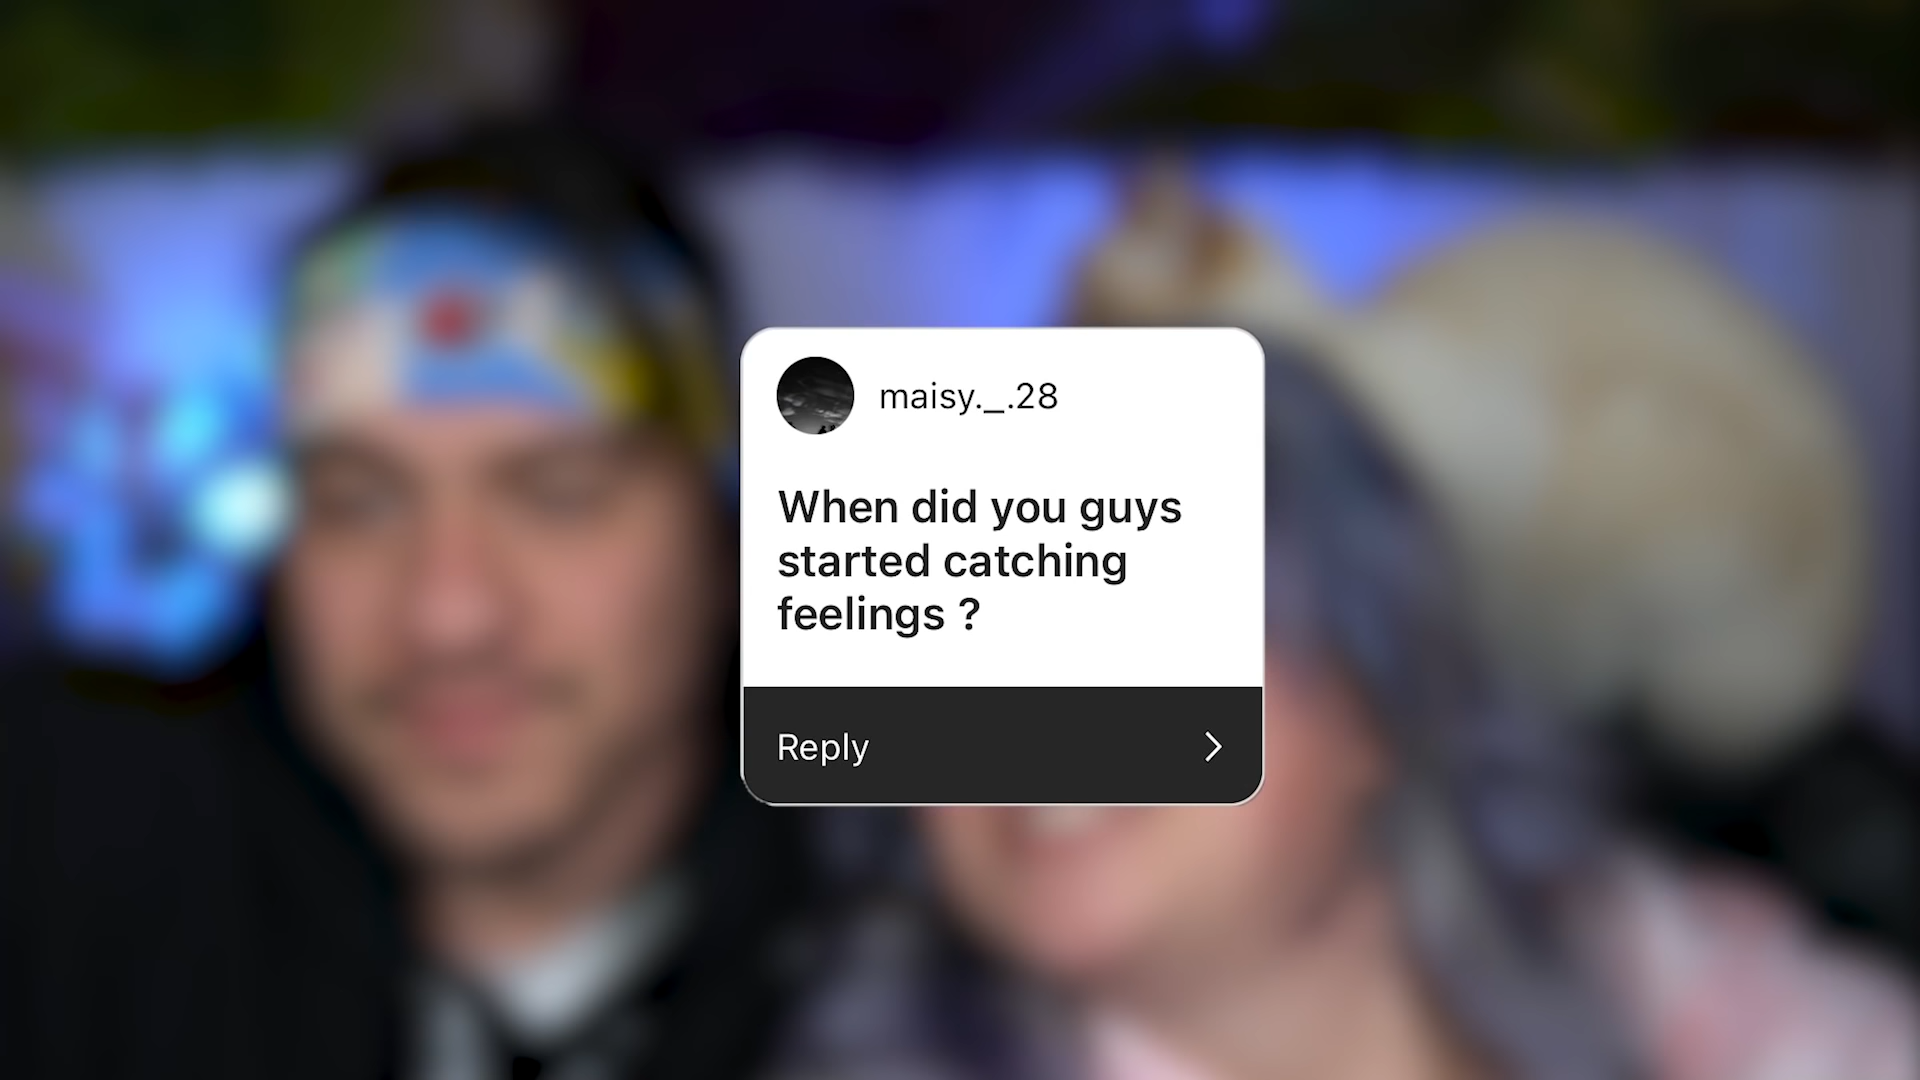 maisy._.28
When did you guys
started catching
feelings ?
Reply